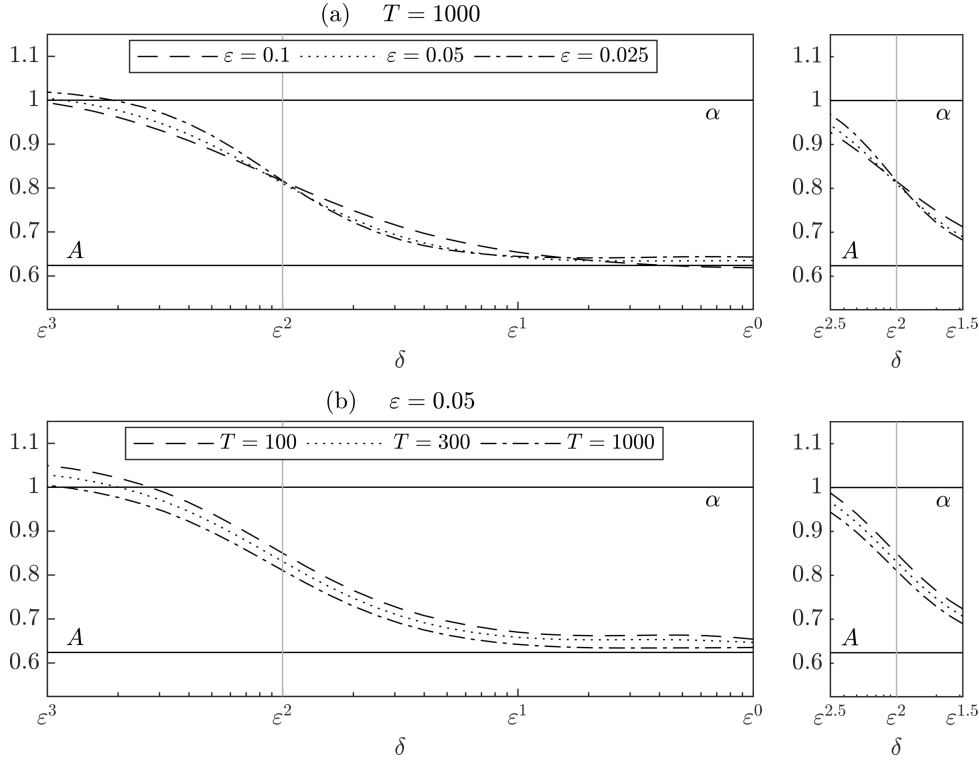 (a) T = 1000
1.1
1
0.9
0.8
0.7
0.6
ε = 0.1 ε = 0.05 ε = 0.025
α
A
ε³ ε² ε¹ ε⁰
δ
1.1
1
0.9
0.8
0.7
0.6
α
A
ε²·⁵ ε² ε¹·⁵
δ
(b) ε = 0.05
1.1
1
0.9
0.8
0.7
0.6
T = 100 T = 300 T = 1000
α
A
ε³ ε² ε¹ ε⁰
δ
1.1
1
0.9
0.8
0.7
0.6
α
A
ε²·⁵ ε² ε¹·⁵
δ